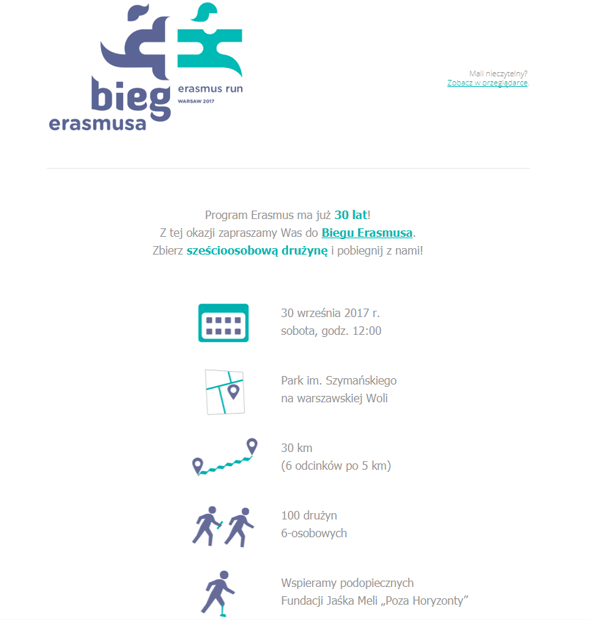 bieg
erasmusa
erasmus run
WARSAW 2017
Mail nieczytelny?
Zobacz w przeglądarce
Program Erasmus ma już 30 lat!
Z tej okazji zapraszamy Was do Biegu Erasmusa.
Zbierz sześcioosobową drużynę i pobiegnij z nami!
30 września 2017 r.
sobota, godz. 12:00
Park im. Szymańskiego
na warszawskiej Woli
30 km
(6 odcinków po 5 km)
100 drużyn
6-osobowych
Wspieramy podopiecznych
Fundacji Jaśka Meli „Poza Horyzonty”